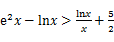 e²x − lnx > lnx/x + 5/2